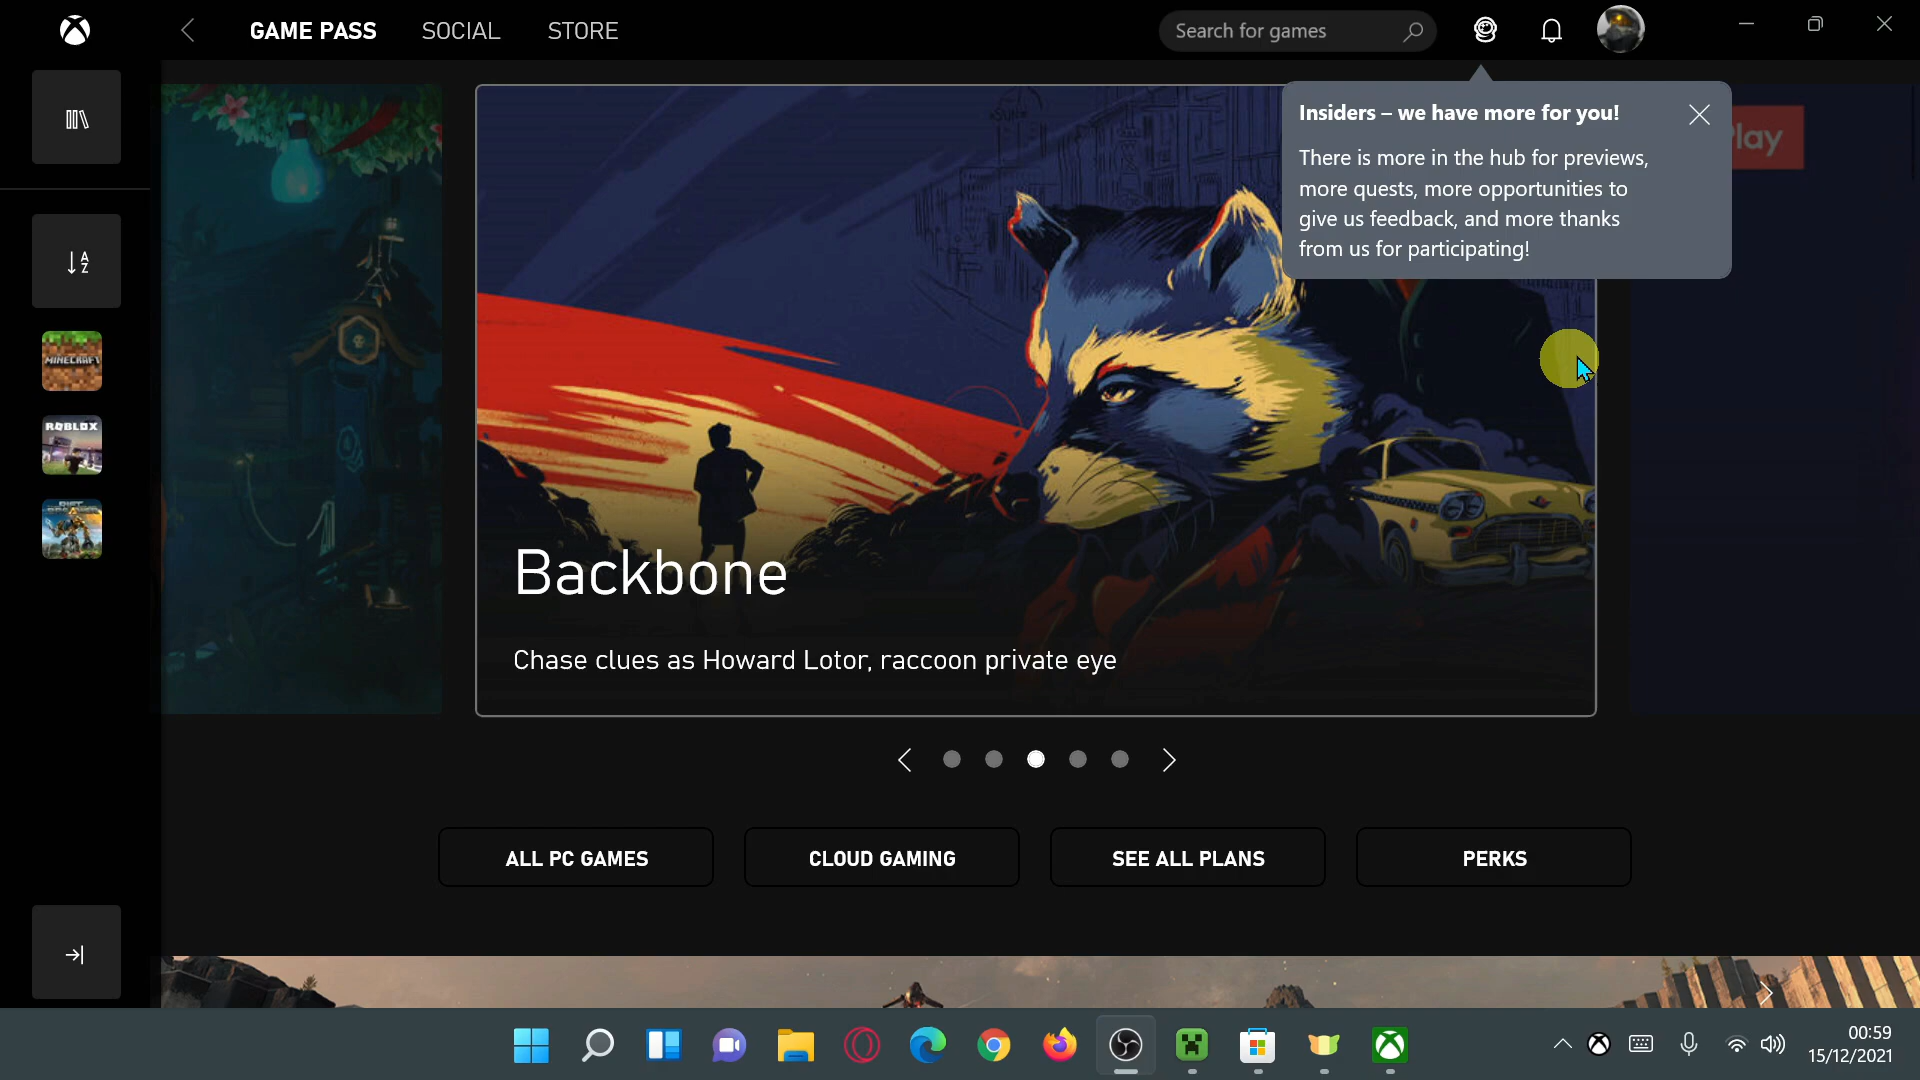 GAME PASS
SOCIAL
STORE
Search for games
Insiders – we have more for you!
There is more in the hub for previews,
more quests, more opportunities to
give us feedback, and more thanks
from us for participating!
lay
A
Z
MINECRAFT
ROBLOX
Backbone
Chase clues as Howard Lotor, raccoon private eye
ALL PC GAMES
CLOUD GAMING
SEE ALL PLANS
PERKS
00:59
15/12/2021